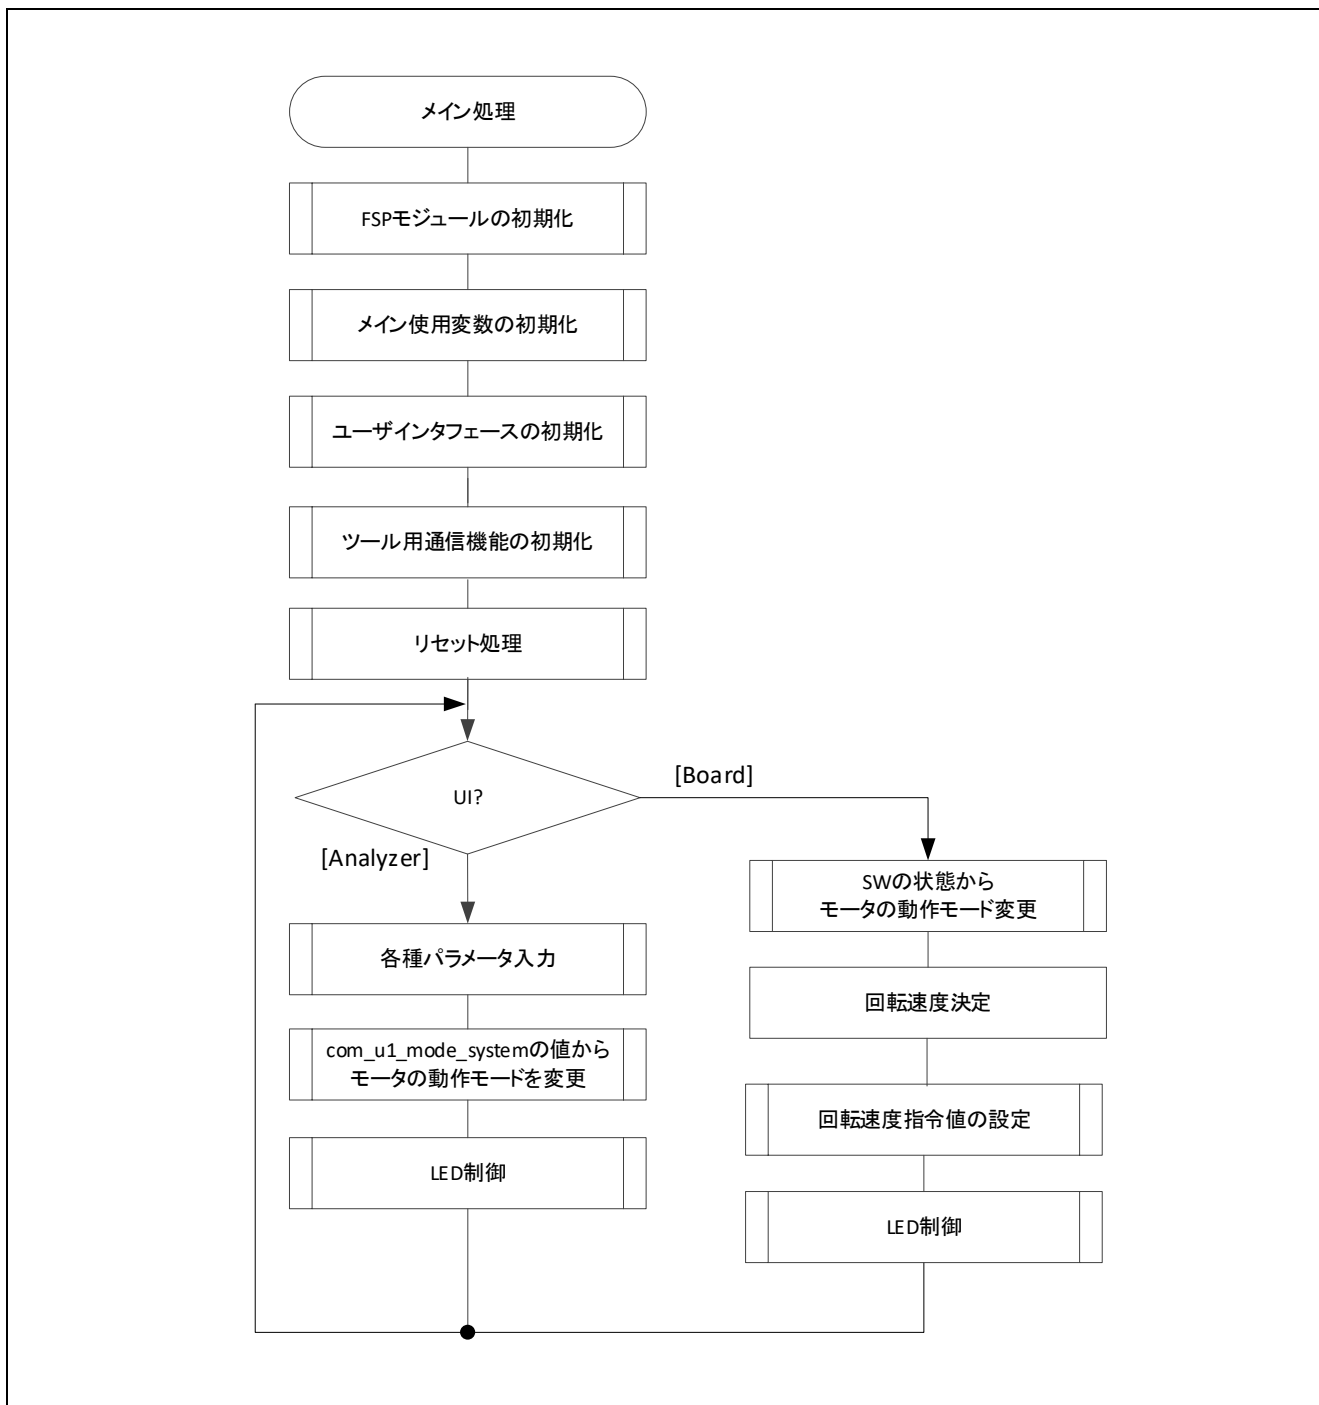 メイン処理
FSPモジュールの初期化
メイン使用変数の初期化
ユーザインタフェースの初期化
ツール用通信機能の初期化
リセット処理
UI?
[Board]
[Analyzer]
各種パラメータ入力
com_u1_mode_systemの値から
モータの動作モードを変更
LED制御
SWの状態から
モータの動作モード変更
回転速度決定
回転速度指令値の設定
LED制御